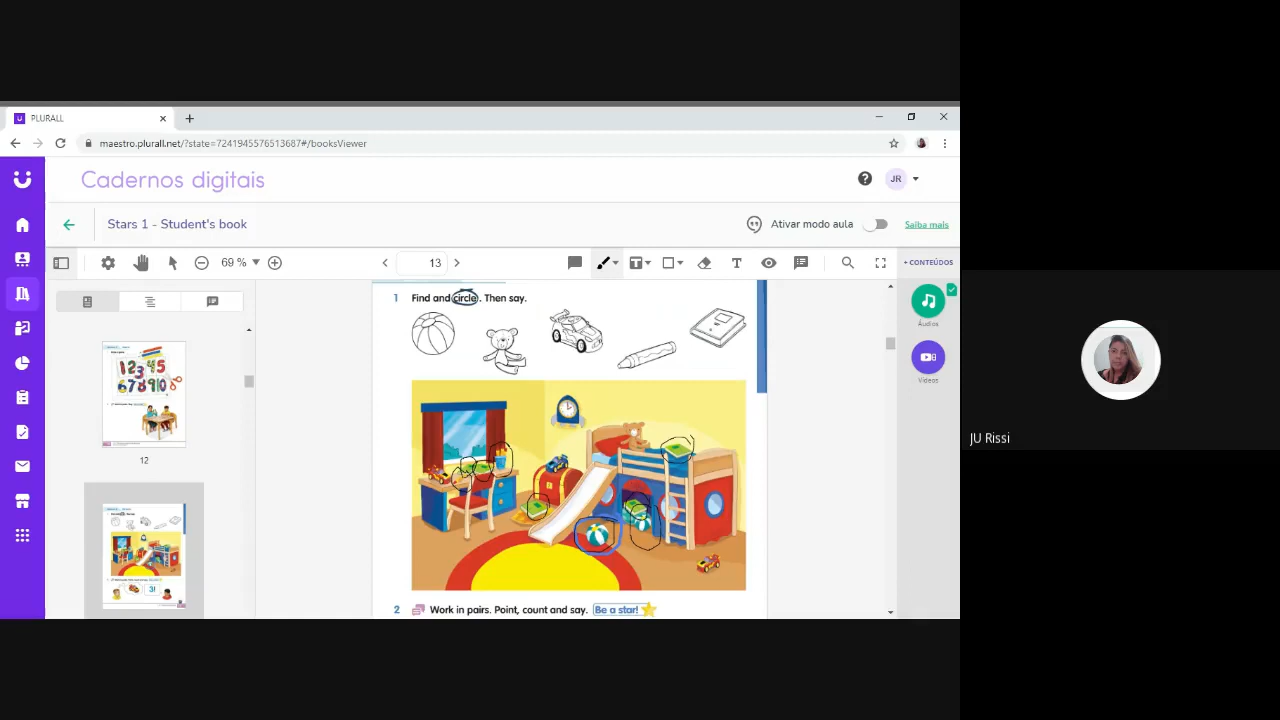 PLURALL
maestro.plurall.net/?state=7241945576513687#/booksViewer
Cadernos digitais
JR
Stars 1 - Student's book
Ativar modo aula
Saiba mais
69 %
13
+ CONTEÚDOS
1 Find and circle. Then say.
Áudios
Vídeos
12
3!
2 Work in pairs. Point, count and say. Be a star!
JU Rissi